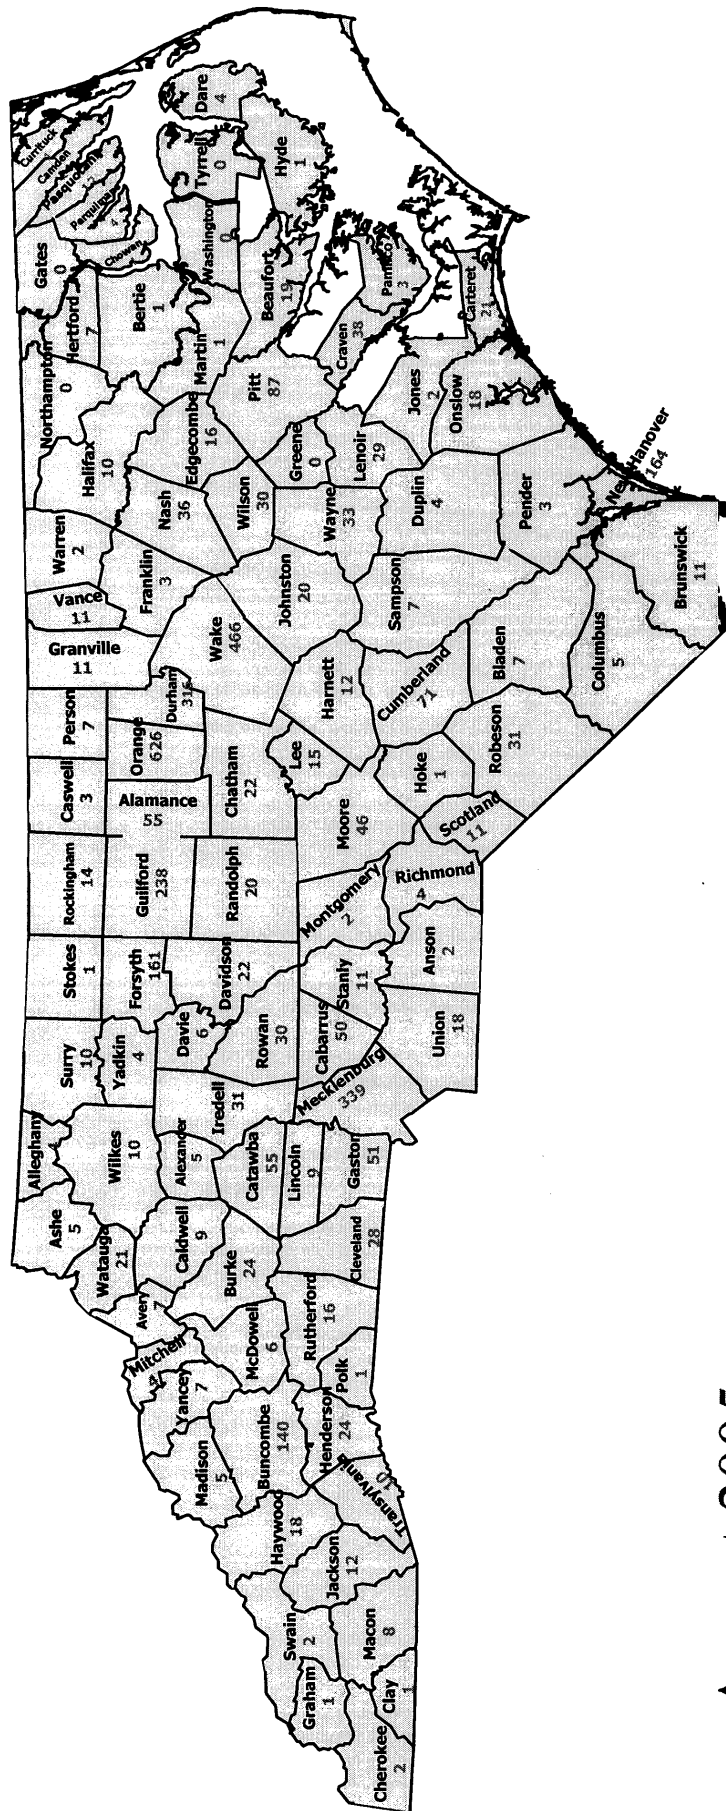 Cherokee
2
Graham
1
Clay
1
Swain
2
Macon
8
Jackson
12
Haywood
18
Transylvania
10
Madison
5
Buncombe
140
Henderson
24
Yancey
7
Mitchell
4
Polk
1
McDowell
6
Rutherford
16
Avery
7
Burke
24
Cleveland
28
Watauga
21
Caldwell
9
Ashe
5
Alleghany
4
Wilkes
10
Alexander
5
Catawba
55
Lincoln
9
Gaston
51
Surry
10
Yadkin
4
Iredell
31
Mecklenburg
339
Davie
6
Rowan
30
Cabarrus
50
Union
18
Stokes
1
Forsyth
161
Davidson
22
Stanly
11
Anson
2
Rockingham
14
Guilford
238
Randolph
20
Montgomery
2
Richmond
4
Caswell
3
Alamance
55
Chatham
22
Moore
46
Scotland
11
Person
7
Orange
626
Durham
316
Lee
15
Hoke
1
Robeson
31
Granville
11
Vance
11
Wake
466
Harnett
12
Cumberland
71
Bladen
7
Columbus
5
Warren
2
Franklin
3
Johnston
20
Sampson
7
Brunswick
11
Northampton
0
Halifax
10
Nash
36
Wilson
30
Wayne
33
Duplin
4
Pender
3
New Hanover
164
Edgecombe
16
Greene
0
Lenoir
29
Jones
2
Onslow
18
Hertford
7
Gates
0
Bertie
1
Martin
1
Pitt
87
Craven
38
Carteret
21
Pamlico
3
Beaufort
19
Washington
0
Tyrrell
0
Hyde
1
Dare
4
Chowen
Perquiman
4
Pasquotank
12
Camden
Currituck